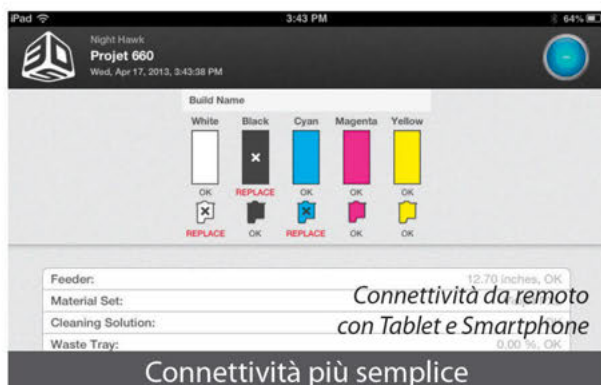 iPad 3:43 PM 64%
Night Hawk
Projet 660
Wed, Apr 17, 2013, 3:43:38 PM
Build Name
White Black Cyan Magenta Yellow
OK REPLACE OK OK OK
REPLACE OK REPLACE OK OK
Feeder: 12.70 inches, OK
Material Set:
Connettività da remoto
Cleaning Solution:
con Tablet e Smartphone
Waste Tray: 0.00 %, OK
Connettività più semplice